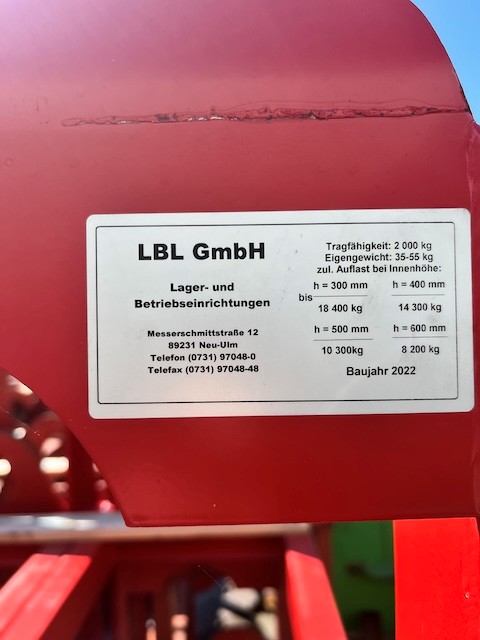 LBL GmbH
Lager- und
Betriebseinrichtungen
Messerschmittstraße 12
89231 Neu-Ulm
Telefon (0731) 97048-0
Telefax (0731) 97048-48
Tragfähigkeit: 2 000 kg
Eigengewicht: 35-55 kg
zul. Auflast bei Innenhöhe:
bis h = 300 mm h = 400 mm
18 400 kg 14 300 kg
h = 500 mm h = 600 mm
10 300kg 8 200 kg
Baujahr 2022